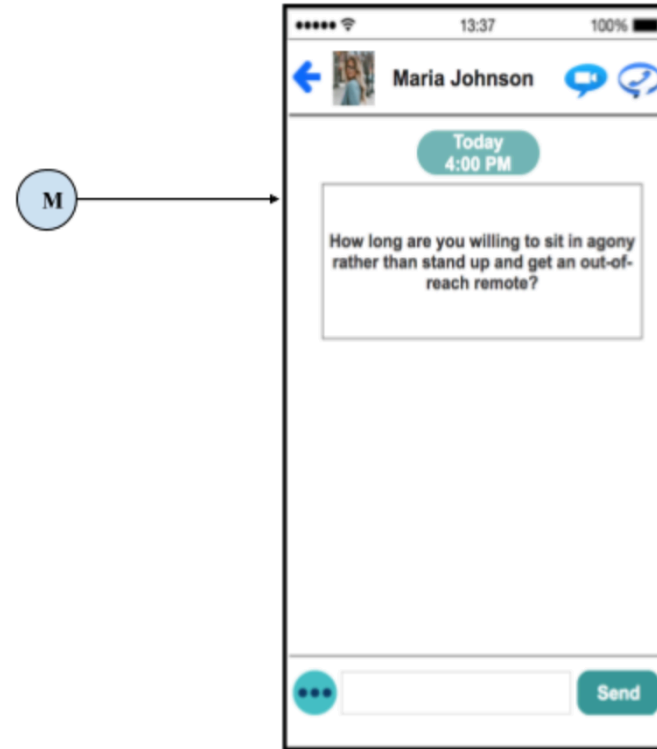 13:37
100%
Maria Johnson
Today
4:00 PM
M
How long are you willing to sit in agony
rather than stand up and get an out-of-
reach remote?
Send